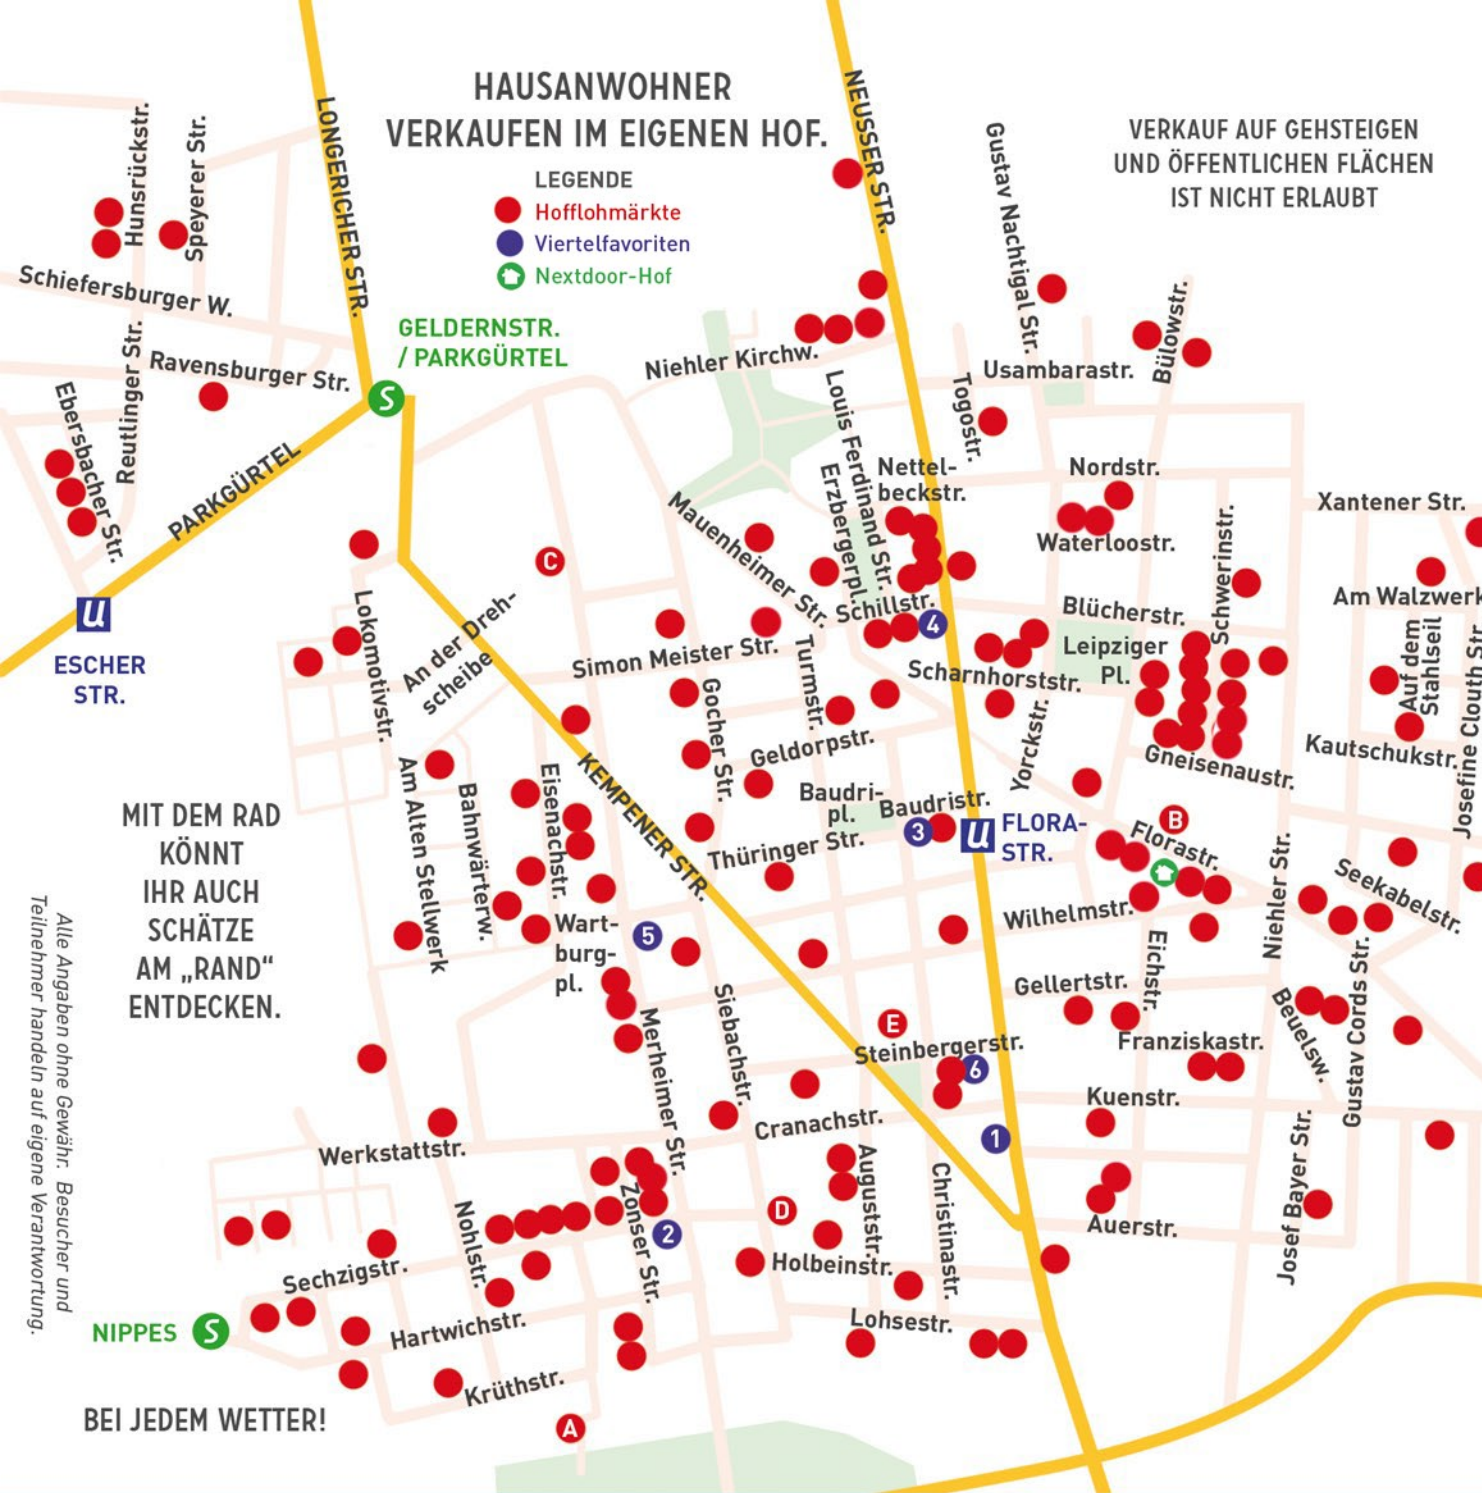 HAUSANWOHNER
VERKAUFEN IM EIGENEN HOF.
LEGENDE
Hofflohmärkte
Viertelfavoriten
Nextdoor-Hof
VERKAUF AUF GEHSTEIGEN
UND ÖFFENTLICHEN FLÄCHEN
IST NICHT ERLAUBT
Hunsrückstr.
Speyerer Str.
LONGERICHER STR.
NEUSSER STR.
Gustav Nachtigal Str.
Schiefersburger W.
GELDERNSTR.
/ PARKGÜRTEL
S
Reutlinger Str.
Ravensburger Str.
Ebersbacher Str.
PARKGÜRTEL
Niehler Kirchw.
Usambarastr.
Bülowstr.
Togostr.
Louis Ferdinand Str.
Erzbergerpl.
Nettel-
beckstr.
Nordstr.
Waterloostr.
Xantener Str.
Schwerinstr.
Mauenheimer Str.
C
U
ESCHER
STR.
Lokomotivstr.
An der Dreh-
scheibe
Schillstr.
4
Blücherstr.
Am Walzwerk
Leipziger
Pl.
Auf dem
Stahlseil
Josefine Clouth Str.
Simon Meister Str.
Turmstr.
Scharnhorststr.
Gocher Str.
Geldorpstr.
Yorckstr.
Gneisenaustr.
Kautschukstr.
KEMPENER STR.
Am Alten Stellwerk
Bahnwärterw.
Eisenachstr.
Baudri-
pl.
Baudristr.
3
U
FLORA-
STR.
B
Florastr.
Thüringer Str.
MIT DEM RAD
KÖNNT
IHR AUCH
SCHÄTZE
AM „RAND“
ENTDECKEN.
Wart-
burg-
pl.
5
Wilhelmstr.
Niehler Str.
Seekabelstr.
Eichstr.
Gellertstr.
Siebachstr.
Merheimer Str.
E
Steinbergerstr.
6
Franziskastr.
Beuelsw.
Gustav Cords Str.
Kuenstr.
Cranachstr.
1
Werkstattstr.
Auguststr.
Christinastr.
Josef Bayer Str.
Nohlstr.
Zonser Str.
2
D
Auerstr.
Holbeinstr.
Sechzigstr.
NIPPES
S
Hartwichstr.
Lohsestr.
Krüthstr.
A
BEI JEDEM WETTER!
Alle Angaben ohne Gewähr. Besucher und
Teilnehmer handeln auf eigene Verantwortung.